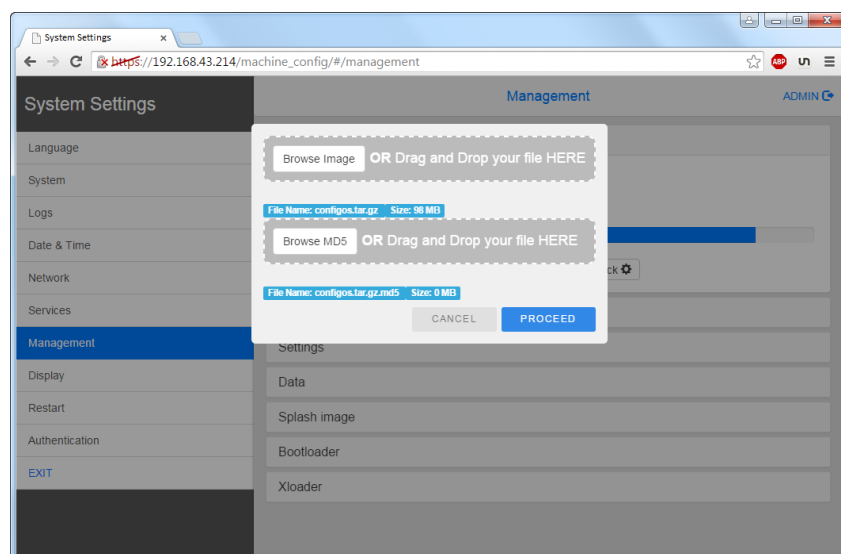 System Settings
https://192.168.43.214/machine_config/#/management
ABP
System Settings
Management
ADMIN
Language
System
Logs
Date & Time
Network
Services
Management
Display
Restart
Authentication
EXIT
Browse Image OR Drag and Drop your file HERE
File Name: configos.tar.gz Size: 98 MB
Browse MD5 OR Drag and Drop your file HERE
File Name: configos.tar.gz.md5 Size: 0 MB
CANCEL
PROCEED
ck
Settings
Data
Splash image
Bootloader
Xloader